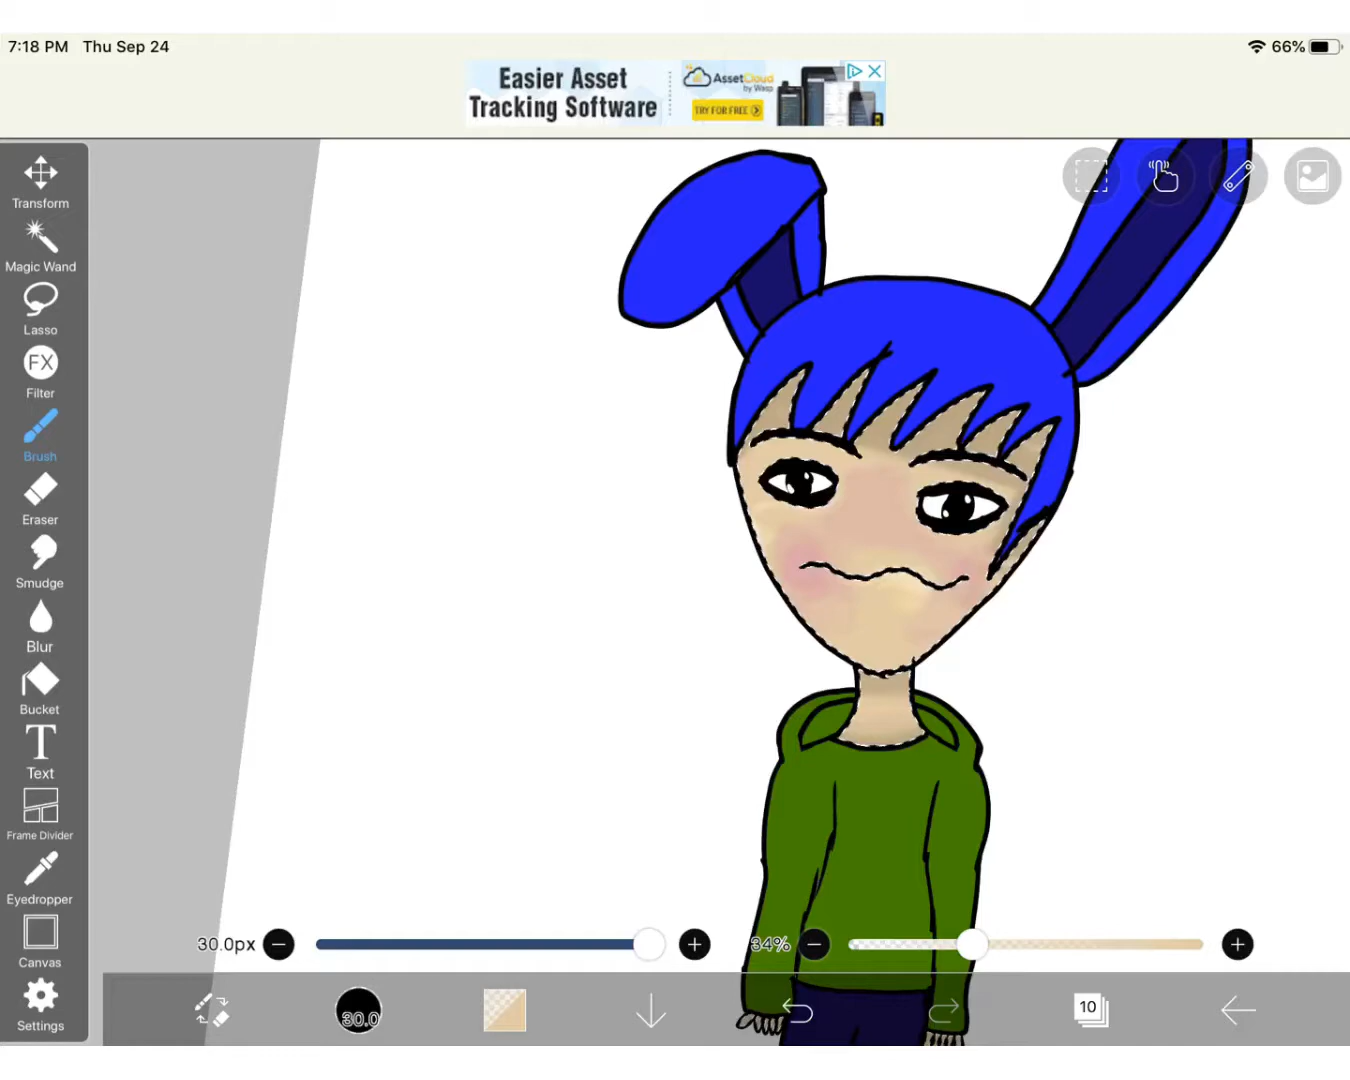 7:18 PM Thu Sep 24
66%
Easier Asset
Tracking Software
AssetCloud
by Wasp
TRY FOR FREE
Transform
Magic Wand
Lasso
FX
Filter
Brush
Eraser
Smudge
Blur
Bucket
T
Text
Frame Divider
Eyedropper
Canvas
Settings
30.0px
34%
30.0
10